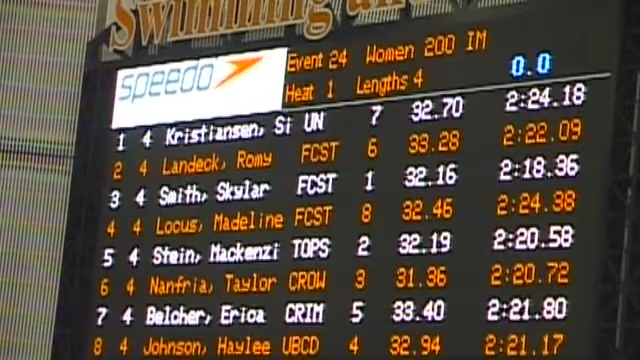 Swimming and
speedo
Event 24 Women 200 IM
Heat 1 Lengths 4 0.0
1 4 Kristiansen, Si UN 7 32.70 2:24.18
2 4 Landeck, Romy FCST 6 33.28 2:22.09
3 4 Smith, Skylar FCST 1 32.16 2:18.36
4 4 Locus, Madeline FCST 8 32.46 2:24.38
5 4 Stein, Mackenzi TOPS 2 32.19 2:20.58
6 4 Nanfria, Taylor CROW 3 31.36 2:20.72
7 4 Belcher, Erica CRIM 5 33.40 2:21.80
8 4 Johnson, Haylee UBCD 4 32.94 2:21.17